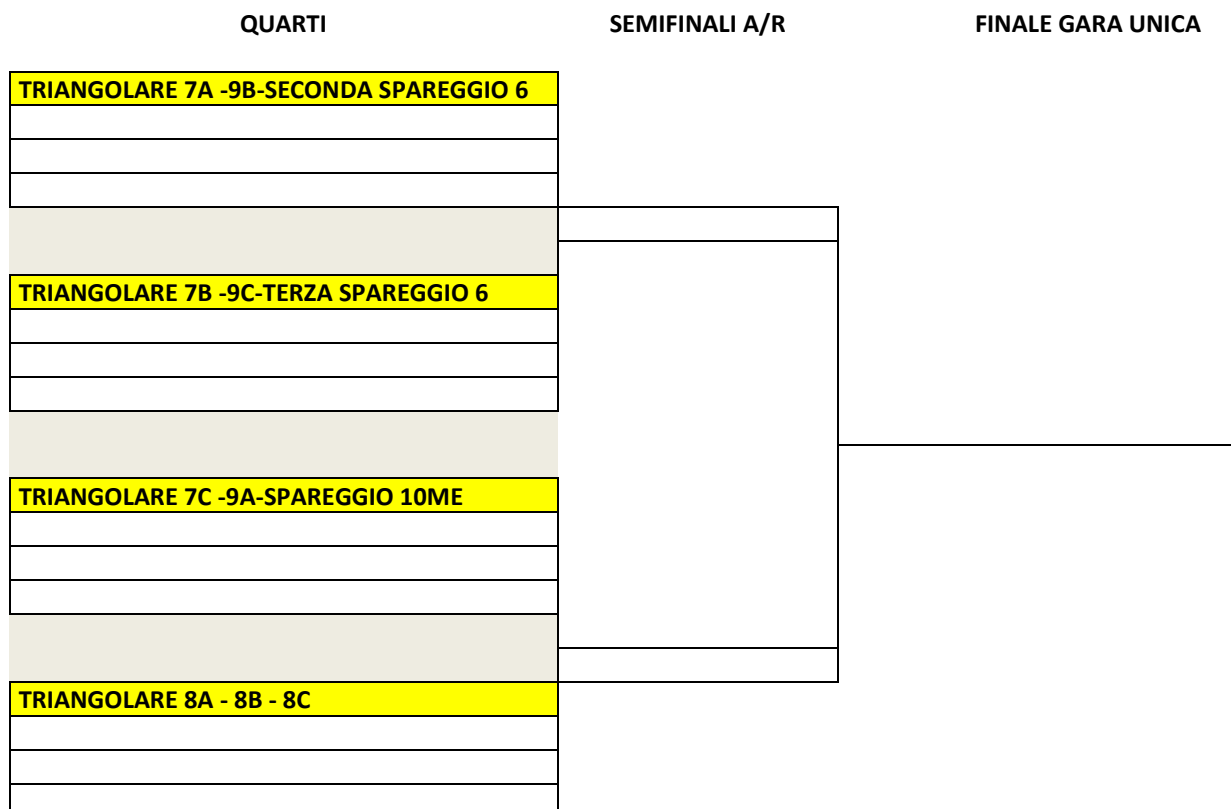 QUARTI SEMIFINALI A/R FINALE GARA UNICA
TRIANGOLARE 7A -9B-SECONDA SPAREGGIO 6
TRIANGOLARE 7B -9C-TERZA SPAREGGIO 6
TRIANGOLARE 7C -9A-SPAREGGIO 10ME
TRIANGOLARE 8A - 8B - 8C